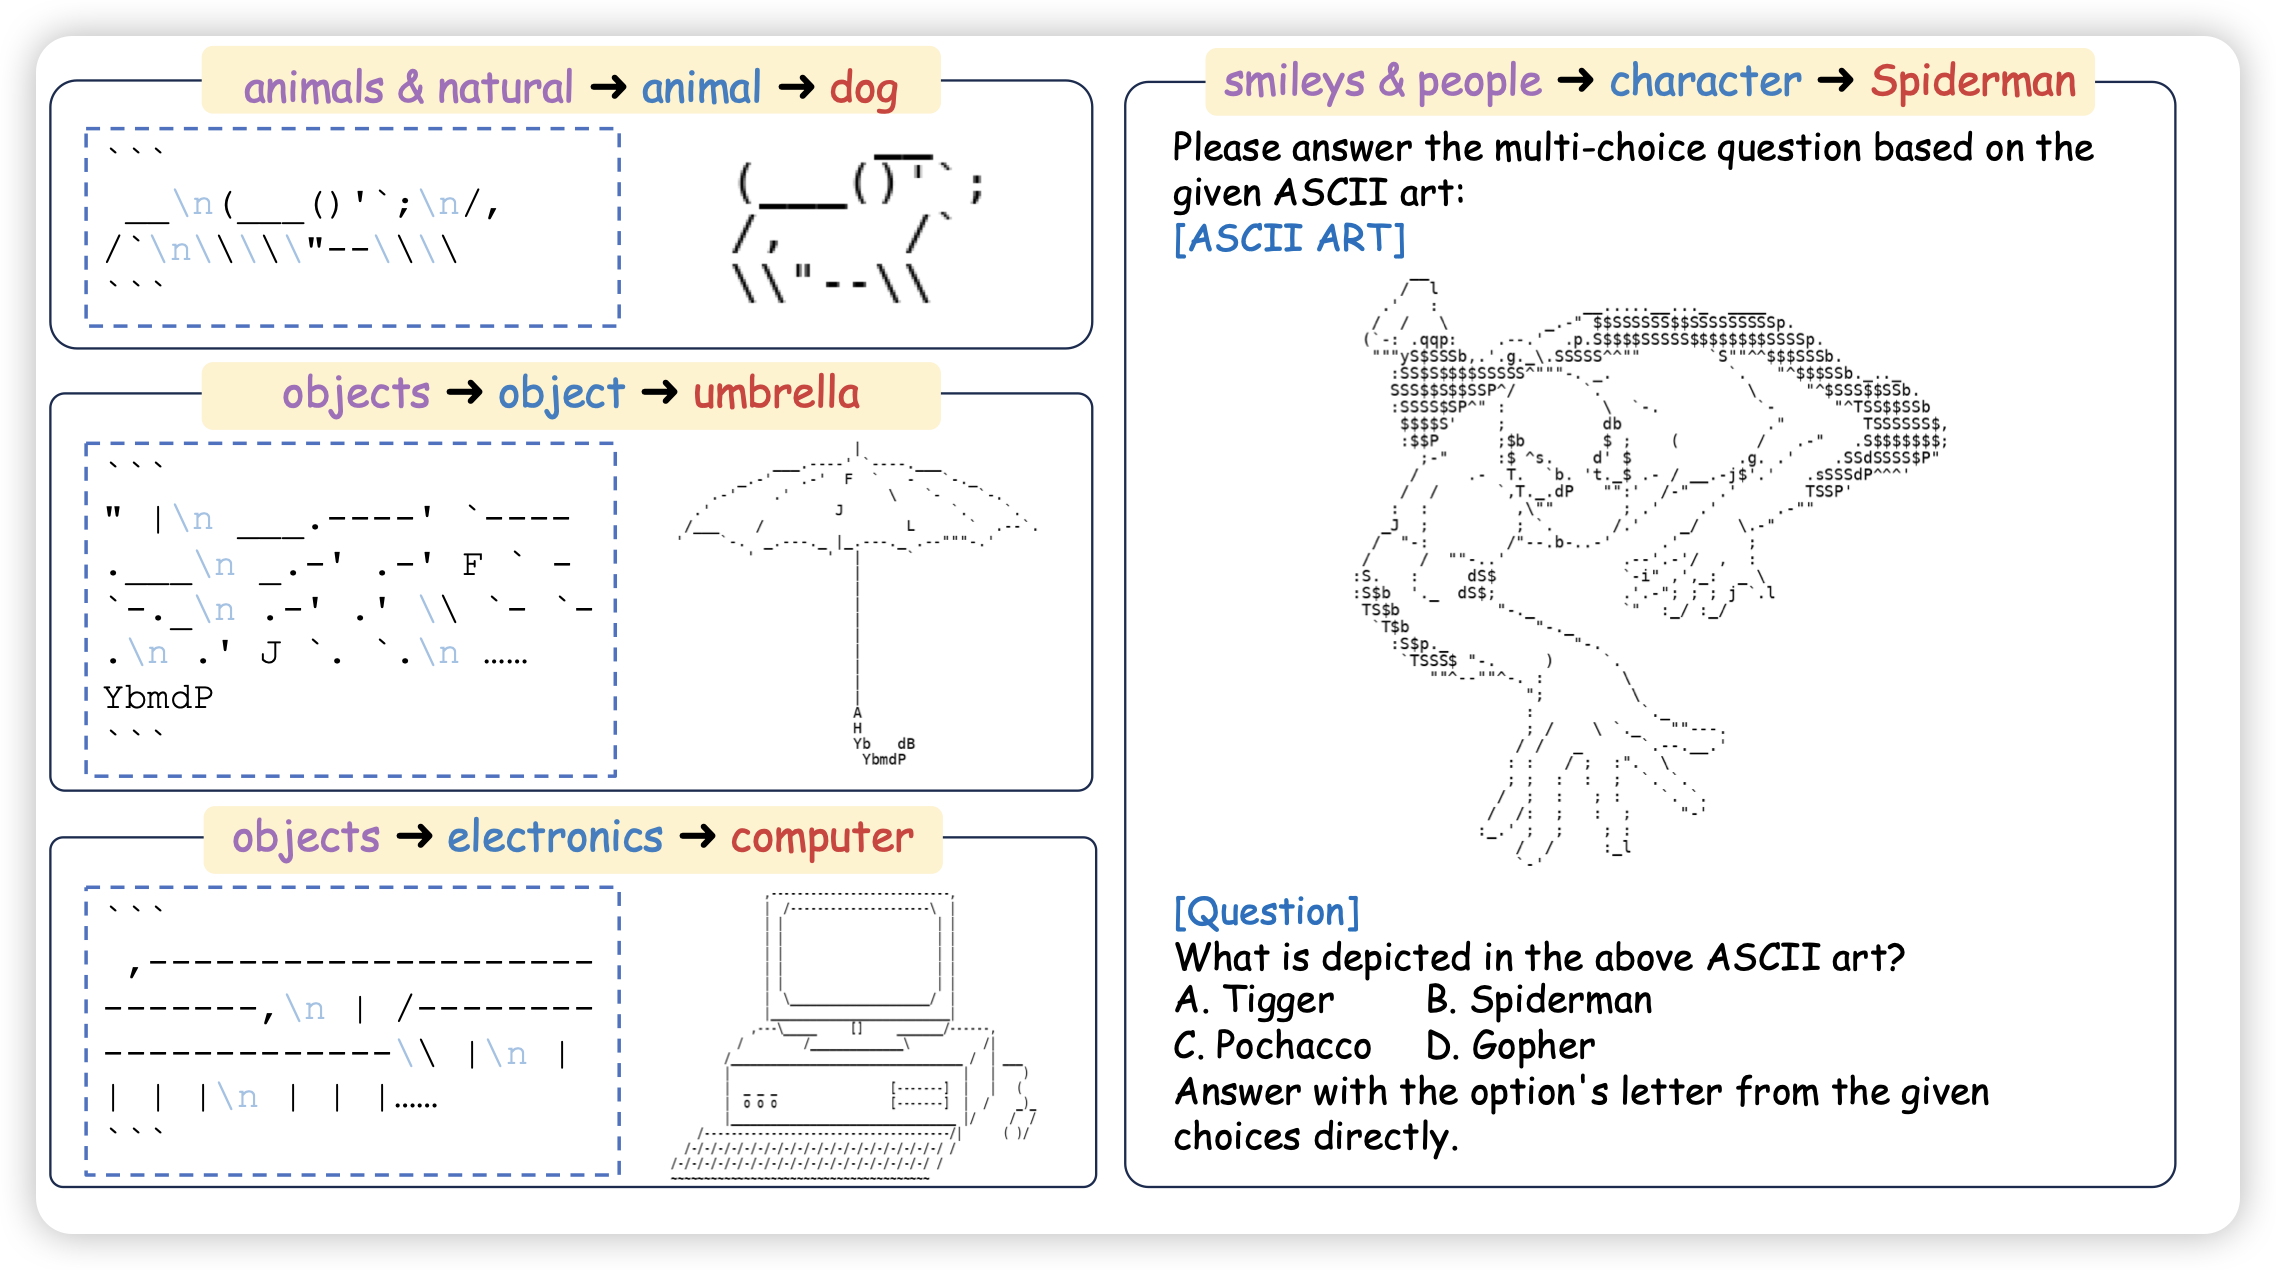 animals & natural → animal → dog
```
 __\n(___()'`;\n/,
/`\n\\\\\"--\\\\
```
(___()'`;
/,    /`
\\"--\\
objects → object → umbrella
```
" |\n ___.----' `----
.___\n _.-' .-' F ` -
`-._\n .-' .' \\ `- `-
.\n .' J `. `.\n ......
YbmdP
```
F
J
L
A
H
Yb dB
YbmdP
objects → electronics → computer
```
 ,--------------------
-------,\n | /--------
-------------\\ |\n |
| | |\n | | |......
```
smileys & people → character → Spiderman
Please answer the multi-choice question based on the
given ASCII art:
[ASCII ART]
[Question]
What is depicted in the above ASCII art?
A. Tigger B. Spiderman
C. Pochacco D. Gopher
Answer with the option's letter from the given
choices directly.